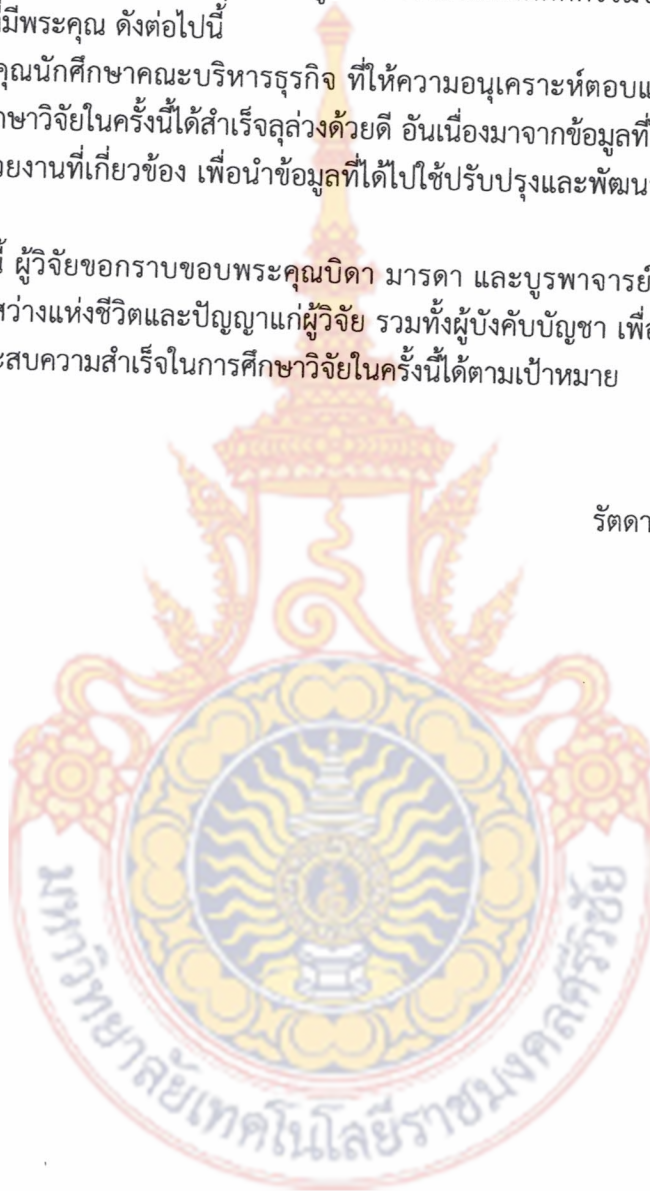 มีพระคุณ ดังต่อไปนี้
คุณนักศึกษาคณะบริหารธุรกิจ ที่ให้ความอนุเคราะห์ตอบแ
าษาวิจัยในครั้งนี้ได้สำเร็จลุล่วงด้วยดี อันเนื่องมาจากข้อมูลที่
วยงานที่เกี่ยวข้อง เพื่อนำข้อมูลที่ได้ไปใช้ปรับปรุงและพัฒน
นี้ ผู้วิจัยขอกราบขอบพระคุณบิดา มารดา และบูรพาจารย์
สว่างแห่งชีวิตและปัญญาแก่ผู้วิจัย รวมทั้งผู้บังคับบัญชา เพื่
ะสบความสำเร็จในการศึกษาวิจัยในครั้งนี้ได้ตามเป้าหมาย
รัตดา
มหาวิทยาลัยเทคโนโลยีราชมงคลศรีวิชัย